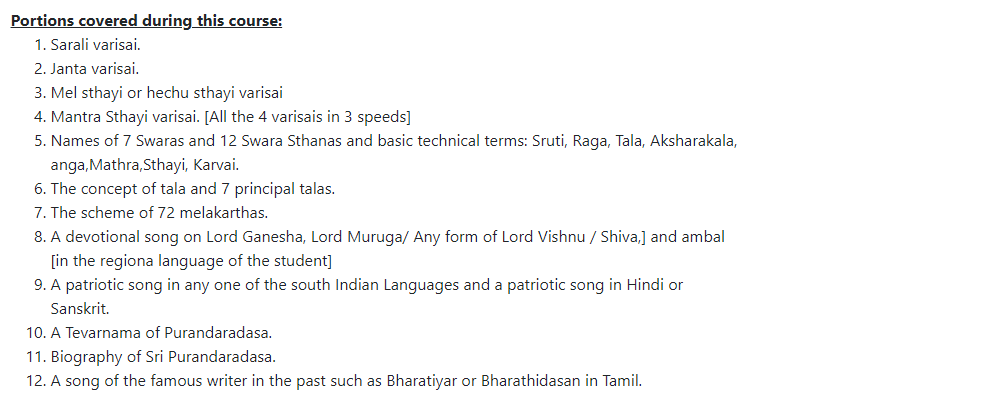 Portions covered during this course:
1. Sarali varisai.
2. Janta varisai.
3. Mel sthayi or hechu sthayi varisai
4. Mantra Sthayi varisai. [All the 4 varisais in 3 speeds]
5. Names of 7 Swaras and 12 Swara Sthanas and basic technical terms: Sruti, Raga, Tala, Aksharakala,
anga,Mathra,Sthayi, Karvai.
6. The concept of tala and 7 principal talas.
7. The scheme of 72 melakarthas.
8. A devotional song on Lord Ganesha, Lord Muruga/ Any form of Lord Vishnu / Shiva,] and ambal
[in the regiona language of the student]
9. A patriotic song in any one of the south Indian Languages and a patriotic song in Hindi or
Sanskrit.
10. A Tevarnama of Purandaradasa.
11. Biography of Sri Purandaradasa.
12. A song of the famous writer in the past such as Bharatiyar or Bharathidasan in Tamil.